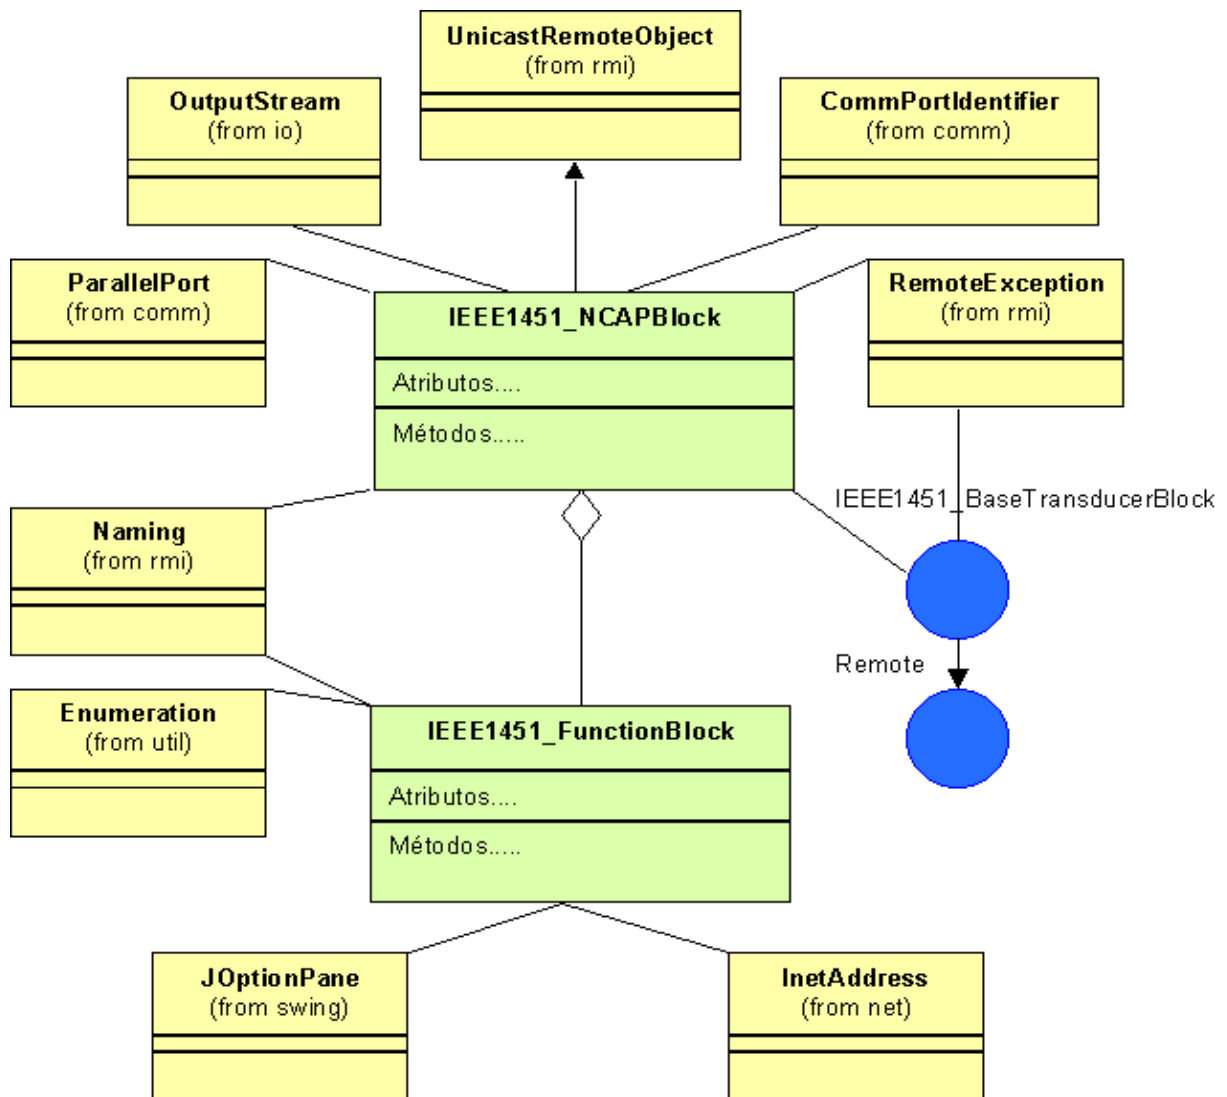 UnicastRemoteObject
(from rmi)
OutputStream
(from io)
CommPortIdentifier
(from comm)
ParallelPort
(from comm)
RemoteException
(from rmi)
IEEE1451_NCAPBlock
Atributos....
Métodos.....
IEEE1451_BaseTransducerBlock
Naming
(from rmi)
Remote
Enumeration
(from util)
IEEE1451_FunctionBlock
Atributos....
Métodos.....
JOptionPane
(from swing)
InetAddress
(from net)